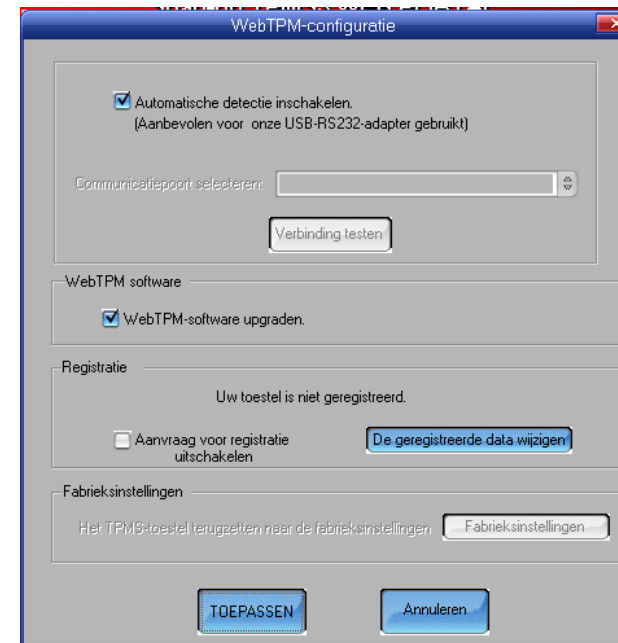 WebTPM-configuratie
Automatische detectie inschakelen.
(Aanbevolen voor onze USB-RS232-adapter gebruikt)
Communicatiepoort selecteren:
Verbinding testen
WebTPM software
WebTPM-software upgraden.
Registratie
Uw toestel is niet geregistreerd.
Aanvraag voor registratie
uitschakelen
De geregistreerde data wijzigen
Fabrieksinstellingen
Het TPMS-toestel terugzetten naar de fabrieksinstellingen
Fabrieksinstellingen
TOEPASSEN
Annuleren